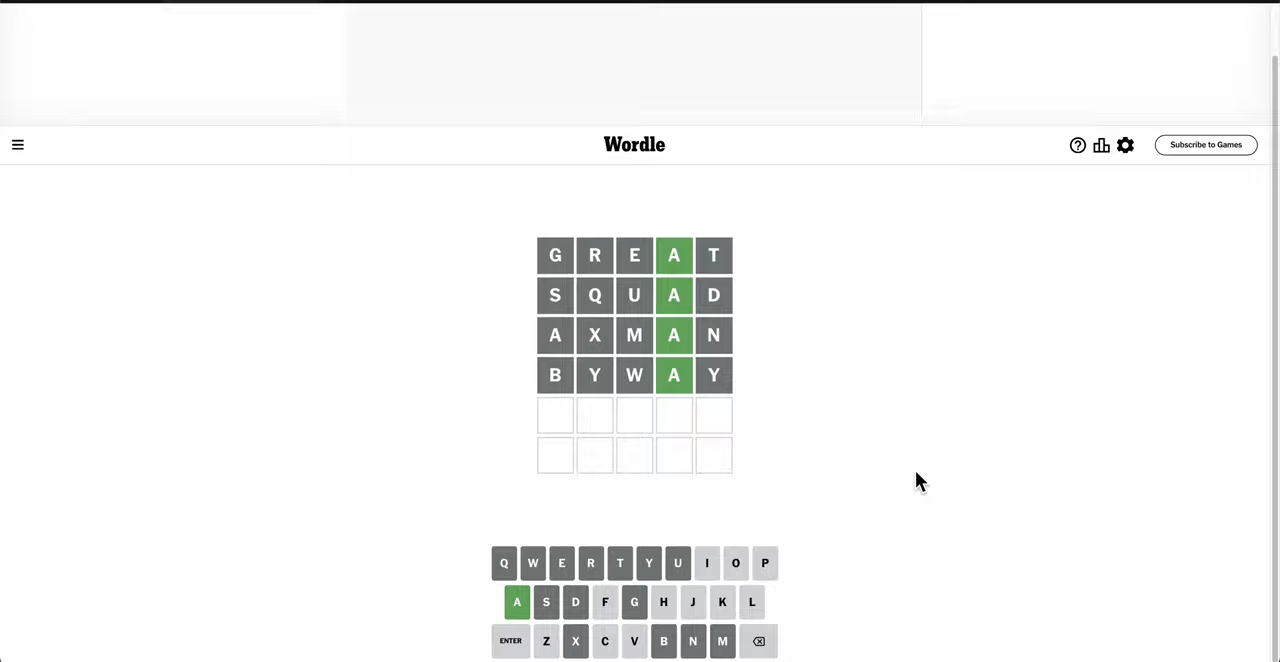 Wordle
Subscribe to Games
G R E A T
S Q U A D
A X M A N
B Y W A Y
Q W E R T Y U I O P
A S D F G H J K L
ENTER Z X C V B N M